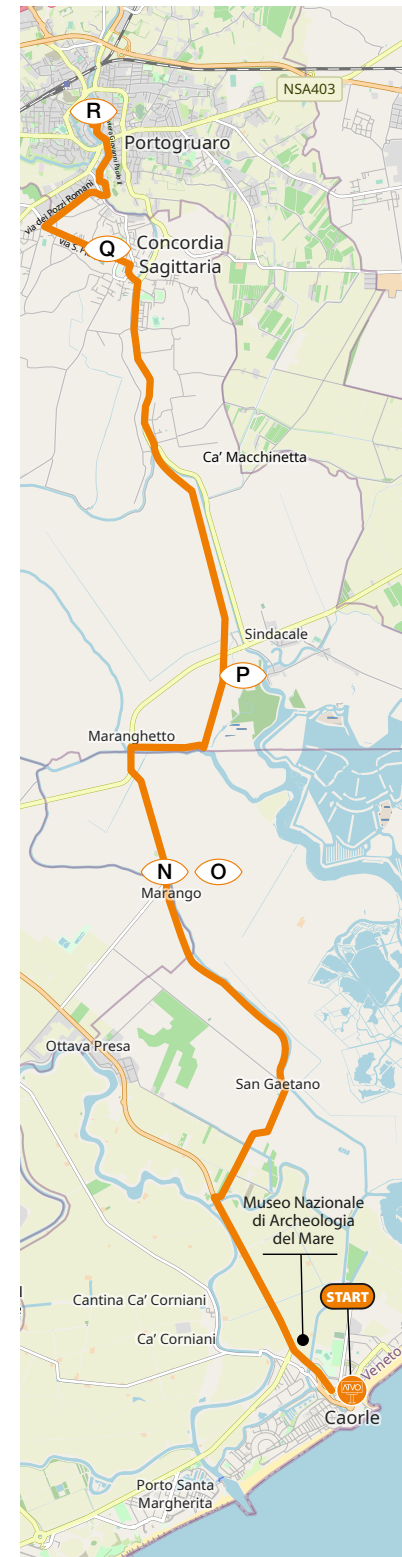 NSA403
R
Portogruaro
via dei Pozzi Romani
Q
Concordia
Sagittaria
Ca' Macchinetta
Sindacale
P
Maranghetto
N
O
Marango
Ottava Presa
San Gaetano
Museo Nazionale
di Archeologia
del Mare
START
Cantina Ca' Corniani
Ca' Corniani
Veneto
ATVO
Caorle
Porto Santa
Margherita